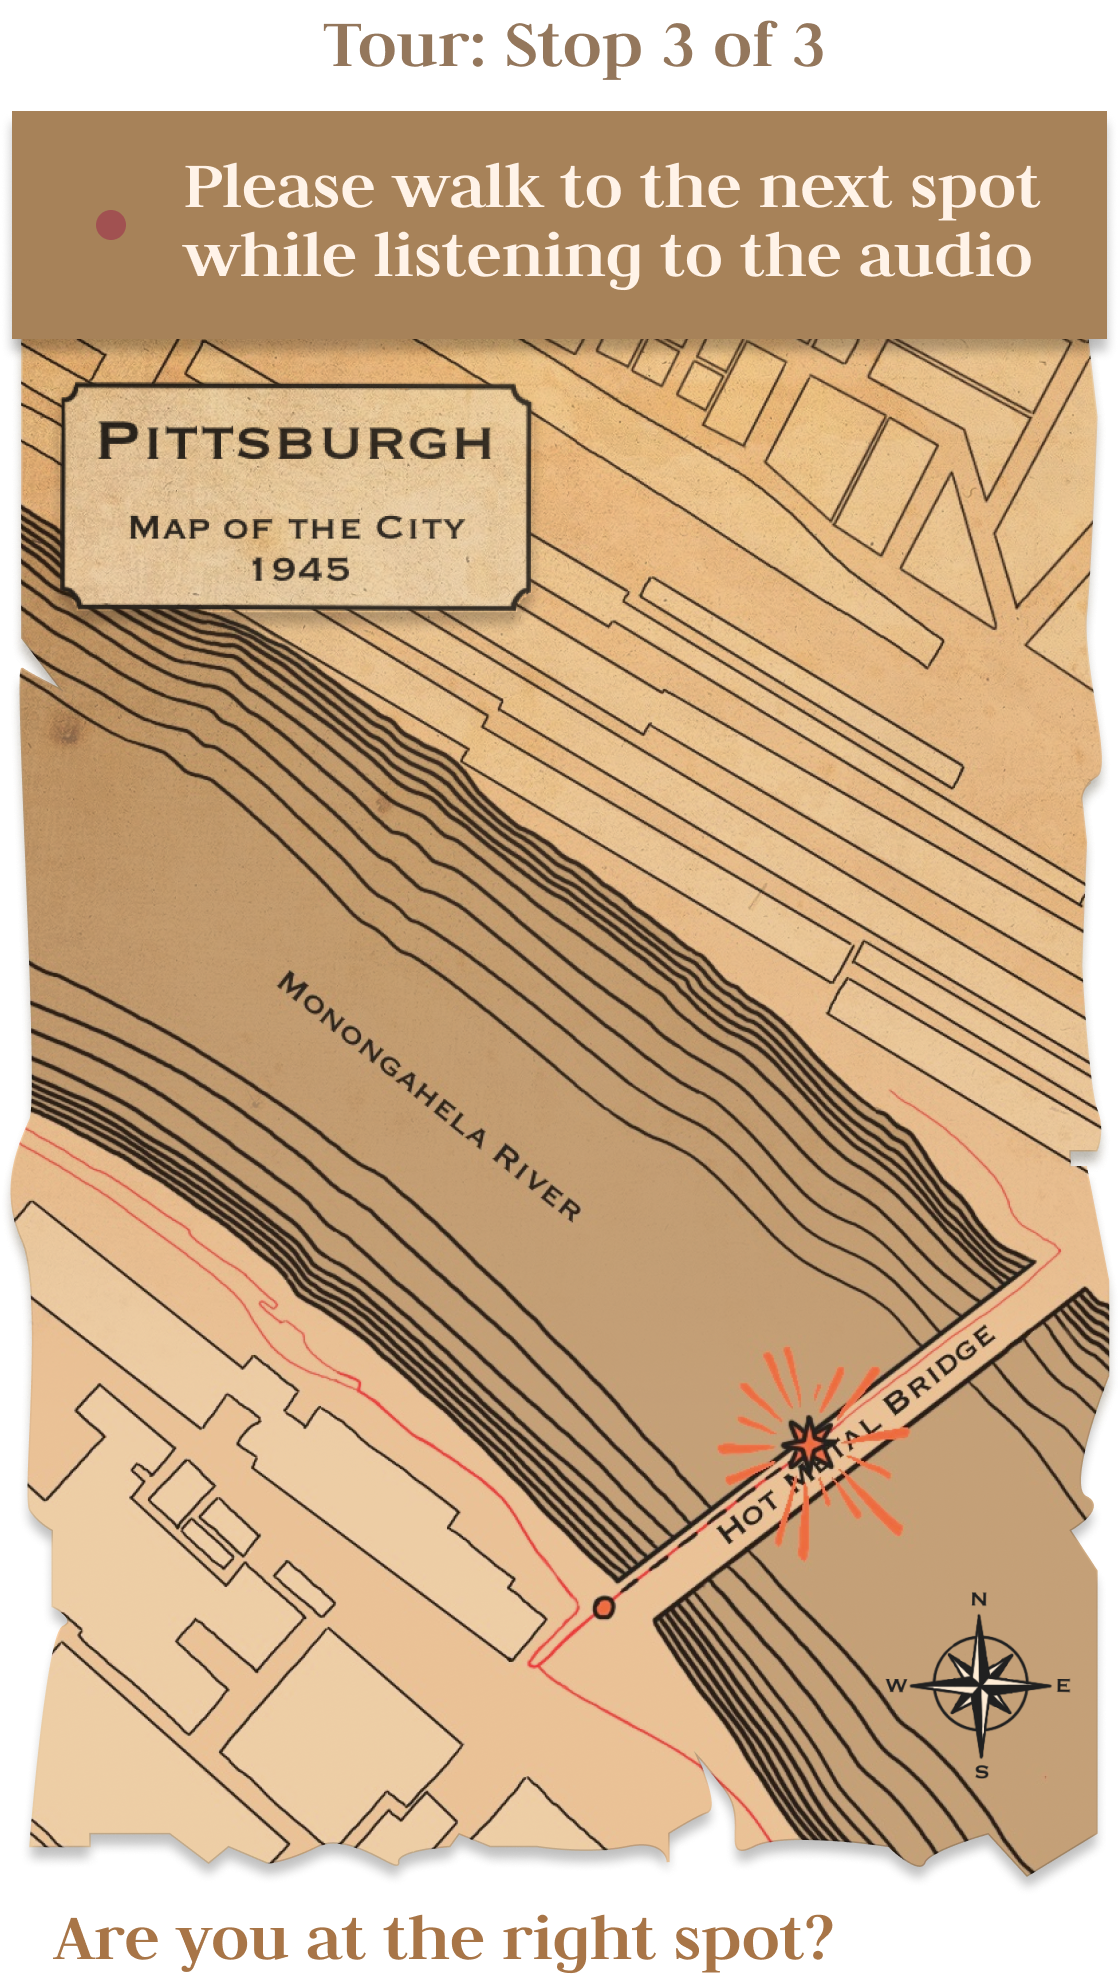 Tour: Stop 3 of 3
Please walk to the next spot
while listening to the audio
PITTSBURGH
MAP OF THE CITY
1945
MONONGAHELA RIVER
HOT METAL BRIDGE
N
W
E
S
Are you at the right spot?